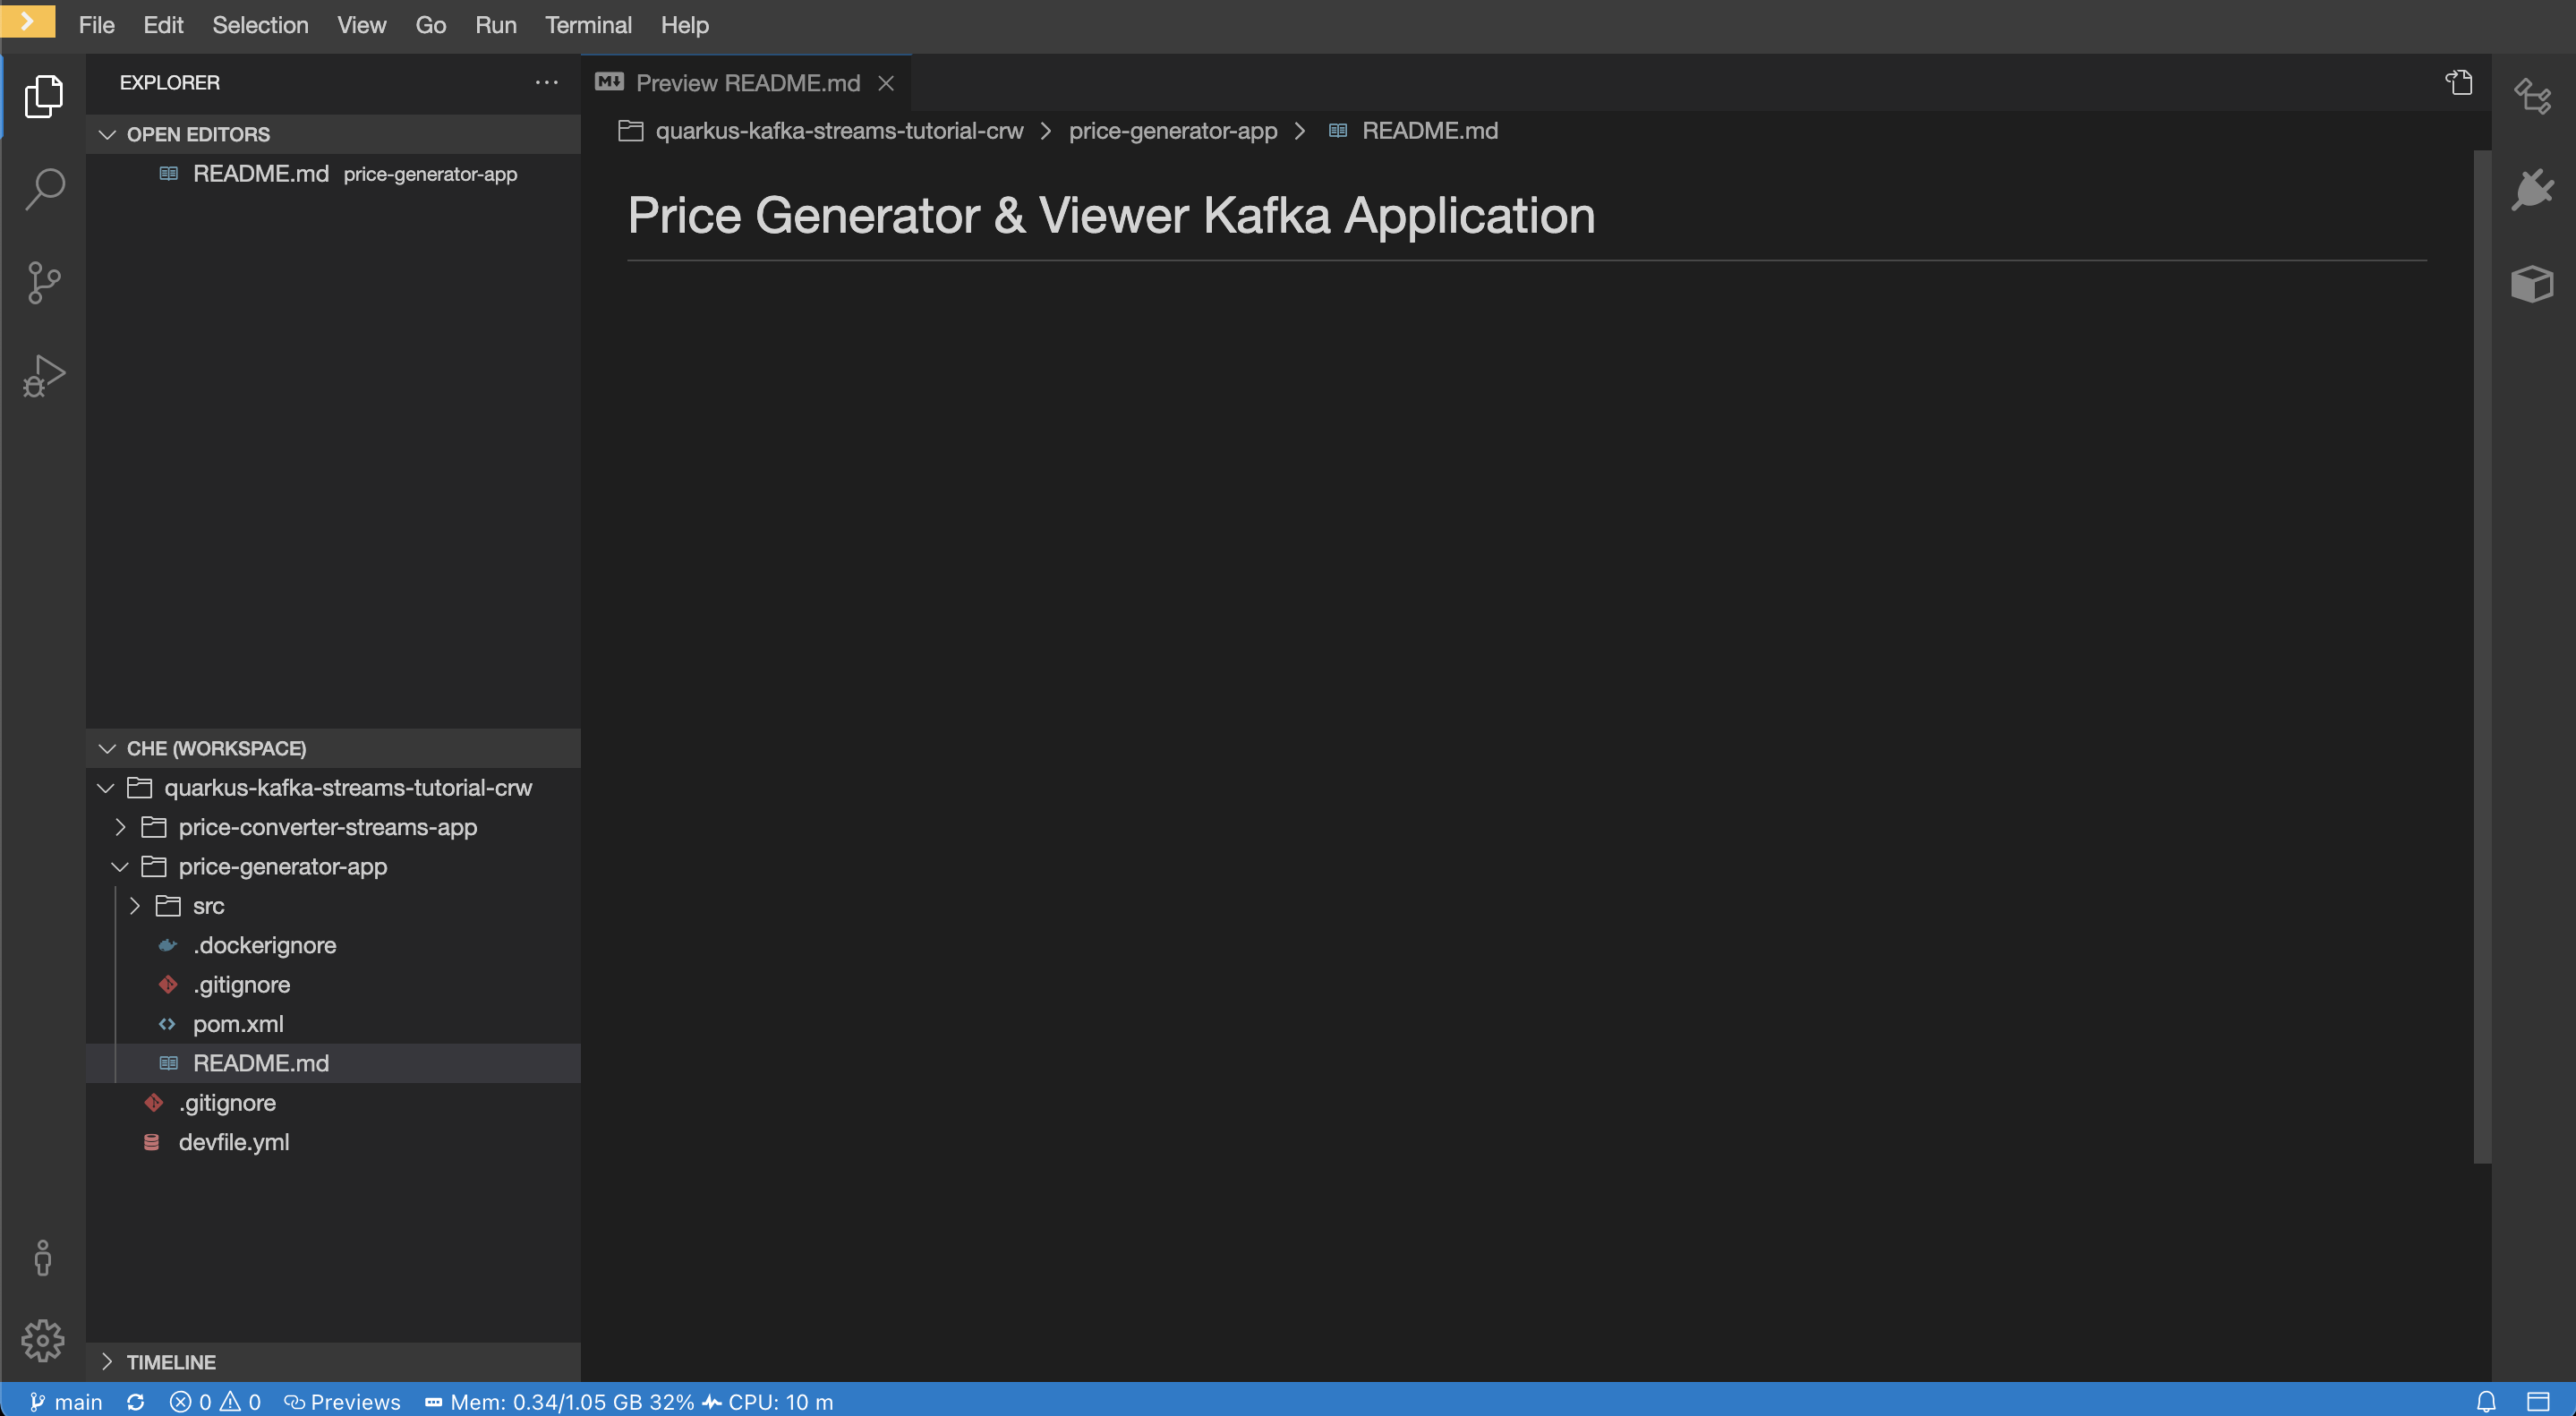 File Edit Selection View Go Run Terminal Help
EXPLORER
OPEN EDITORS
README.md price-generator-app
CHE (WORKSPACE)
quarkus-kafka-streams-tutorial-crw
price-converter-streams-app
price-generator-app
src
.dockerignore
.gitignore
pom.xml
README.md
.gitignore
devfile.yml
TIMELINE
Preview README.md
quarkus-kafka-streams-tutorial-crw price-generator-app README.md
Price Generator & Viewer Kafka Application
main 0 0 Previews Mem: 0.34/1.05 GB 32% CPU: 10 m